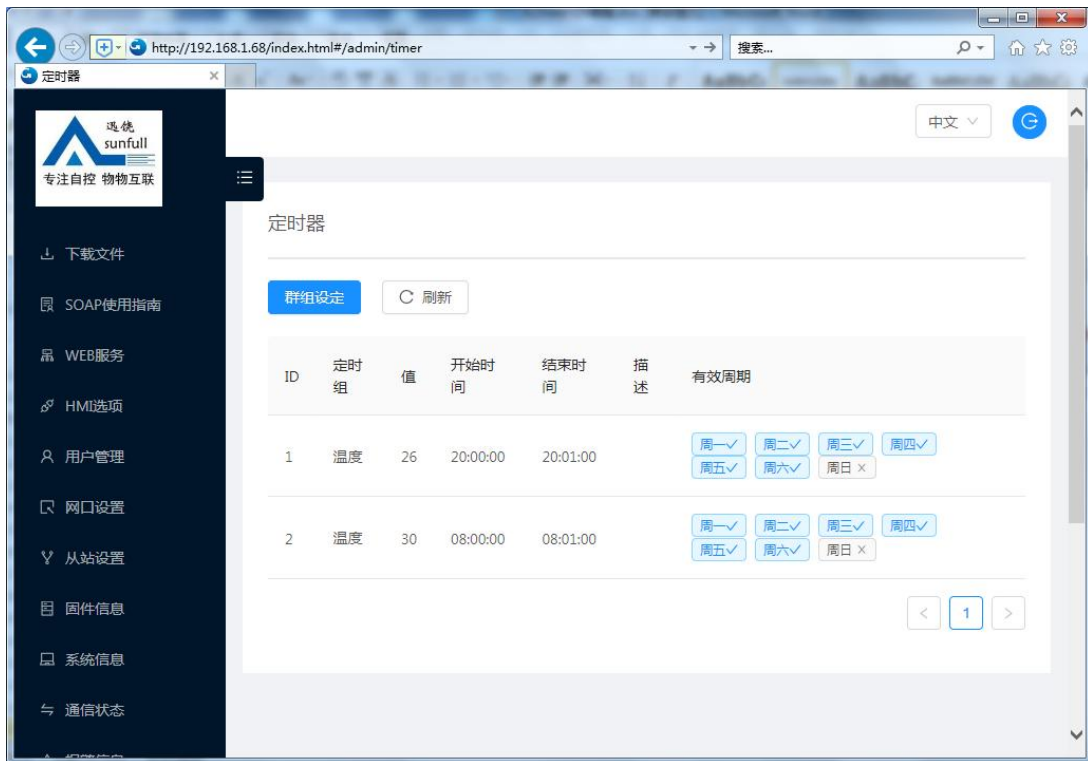 http://192.168.1.68/index.html#/admin/timer
搜索...
定时器
sunfull
专注自控 物物互联
中文
下载文件
SOAP使用指南
WEB服务
HMI选项
用户管理
网口设置
从站设置
固件信息
系统信息
通信状态
定时器
群组设定 刷新
ID 定时组 值 开始时间 结束时间 描述 有效周期
1 温度 26 20:00:00 20:01:00 周一✓ 周二✓ 周三✓ 周四✓
周五✓ 周六✓ 周日 ×
2 温度 30 08:00:00 08:01:00 周一✓ 周二✓ 周三✓ 周四✓
周五✓ 周六✓ 周日 ×
< 1 >